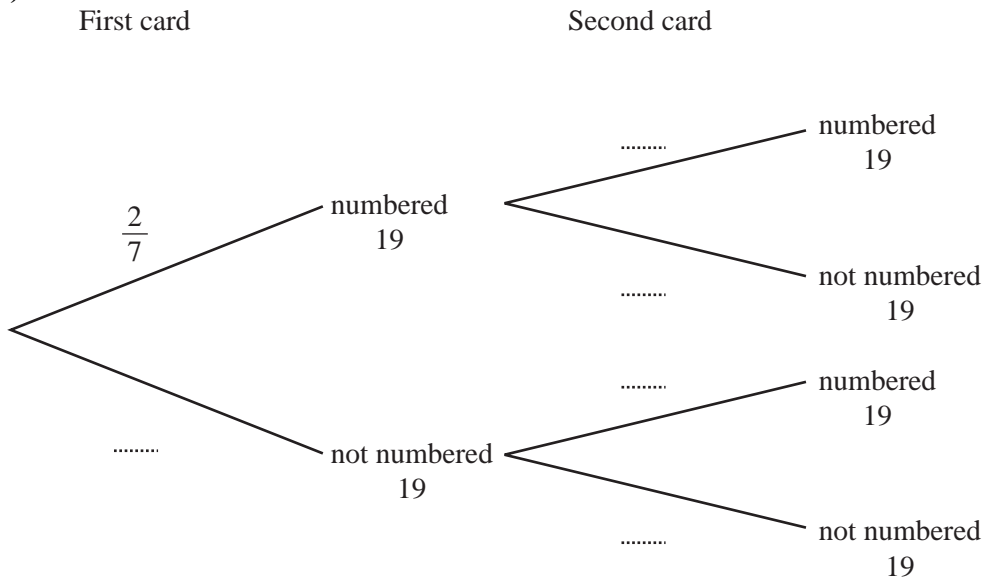 )
First card
Second card
numbered
19
.........
2
7
numbered
19
.........
not numbered
19
.........
numbered
19
.........
not numbered
19
.........
not numbered
19
.........